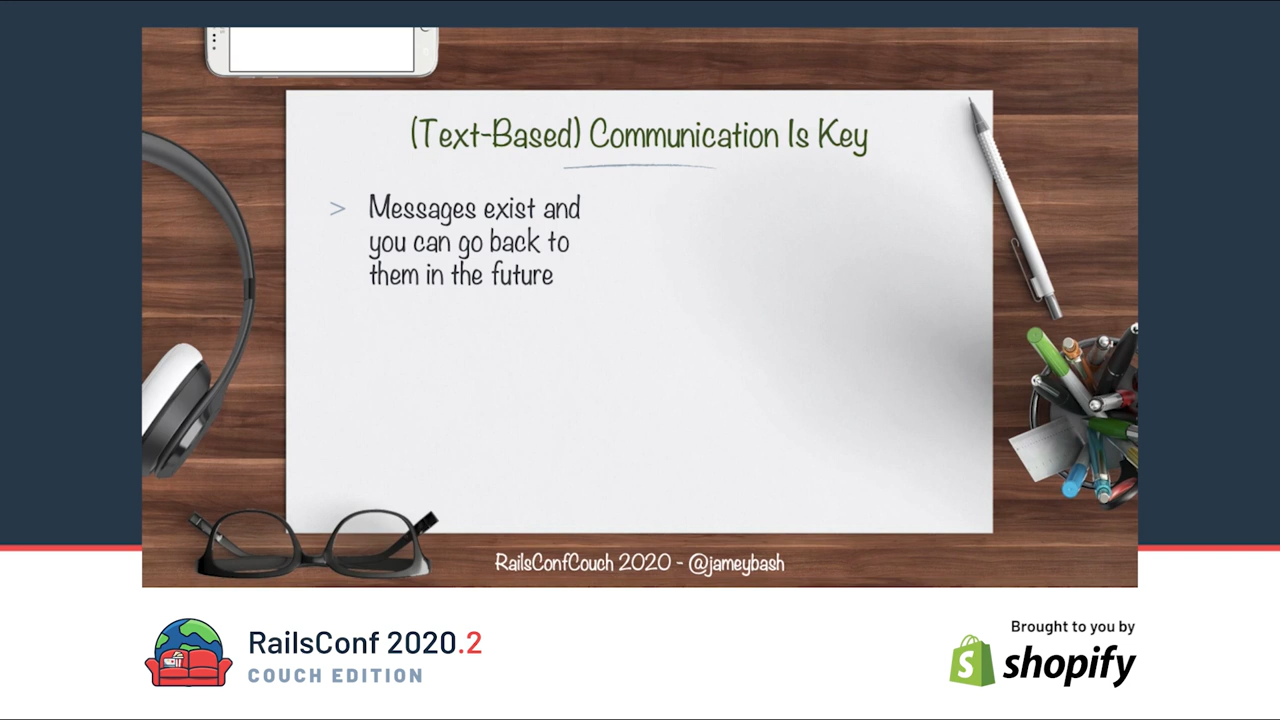 (Text-Based) Communication Is Key
> Messages exist and
you can go back to
them in the future
RailsConfCouch 2020 - @jameybash
RailsConf 2020.2
COUCH EDITION
Brought to you by
shopify